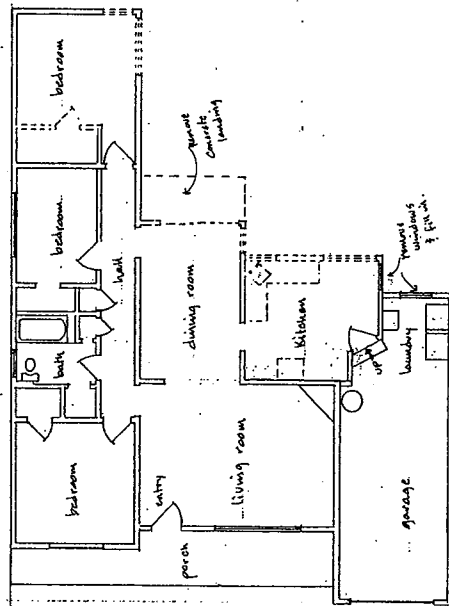 bedroom
bedroom
bedroom
bath
hall
remove
concrete
landing
dining room
Kitchen
entry
living room
porch
UP
laundry
remove
windows
& fill in.
garage